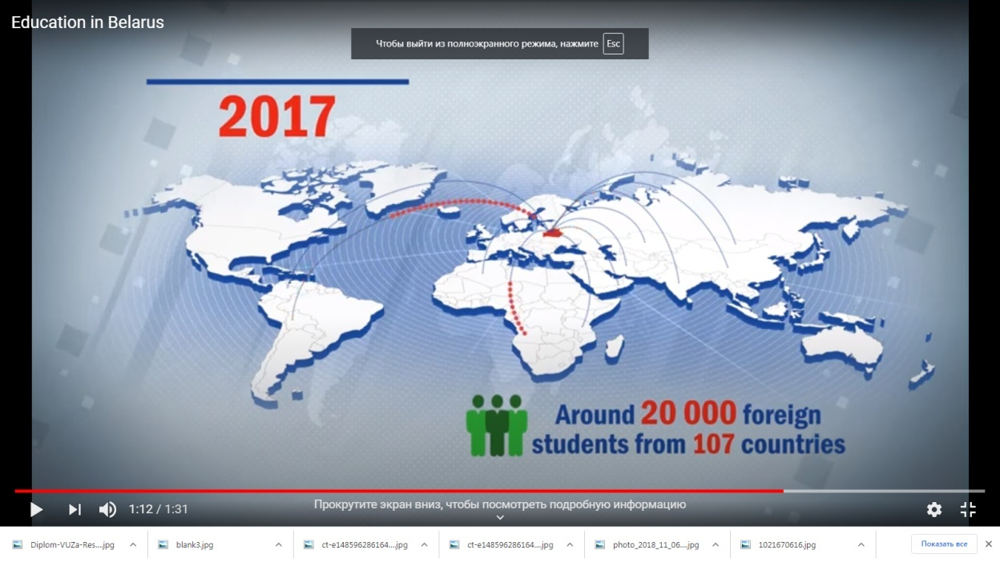 Education in Belarus
Чтобы выйти из полноэкранного режима, нажмите Esc
2017
Around 20 000 foreign
students from 107 countries
1:12 / 1:31
Прокрутите экран вниз, чтобы посмотреть подробную информацию
Diplom-VUZa-Res....jpg
blank3.jpg
ct-e148596286164....jpg
ct-e148596286164....jpg
photo_2018_11_06....jpg
1021670616.jpg
Показать все